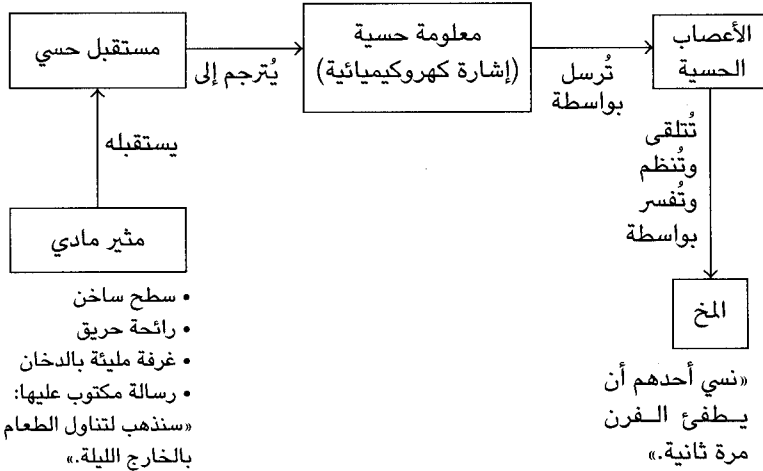 مثير مادي
• سطح ساخن
• رائحة حريق
• غرفة مليئة بالدخان
• رسالة مكتوب عليها:
«سنذهب لتناول الطعام
بالخارج الليلة.»
يستقبله
مستقبل حسي
يُترجم إلى
معلومة حسية
(إشارة كهروكيميائية)
تُرسل
بواسطة
الأعصاب
الحسية
تُتلقى
وتُنظم
وتُفسر
بواسطة
المخ
«نسي أحدهم أن
يــطفئ الــفرن
مرة ثانية.»